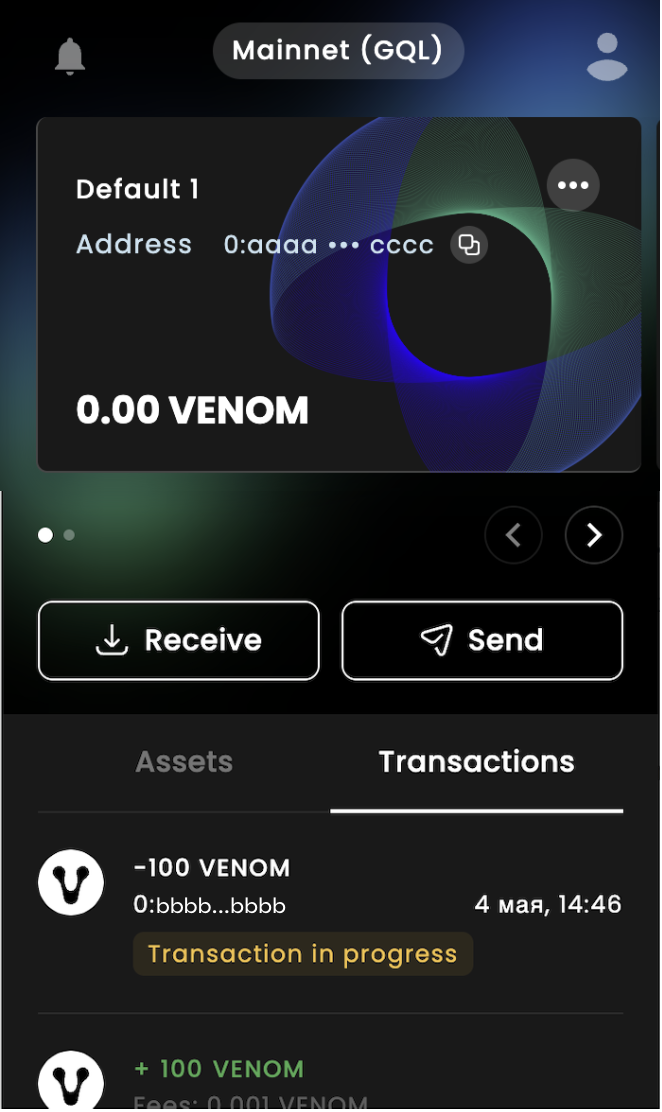 Mainnet (GQL)
Default 1
Address 0:aaaa ••• cccc
0.00 VENOM
Receive
Send
Assets
Transactions
-100 VENOM
0:bbbb...bbbb
4 мая, 14:46
Transaction in progress
+ 100 VENOM
Fees: 0.001 VENOM